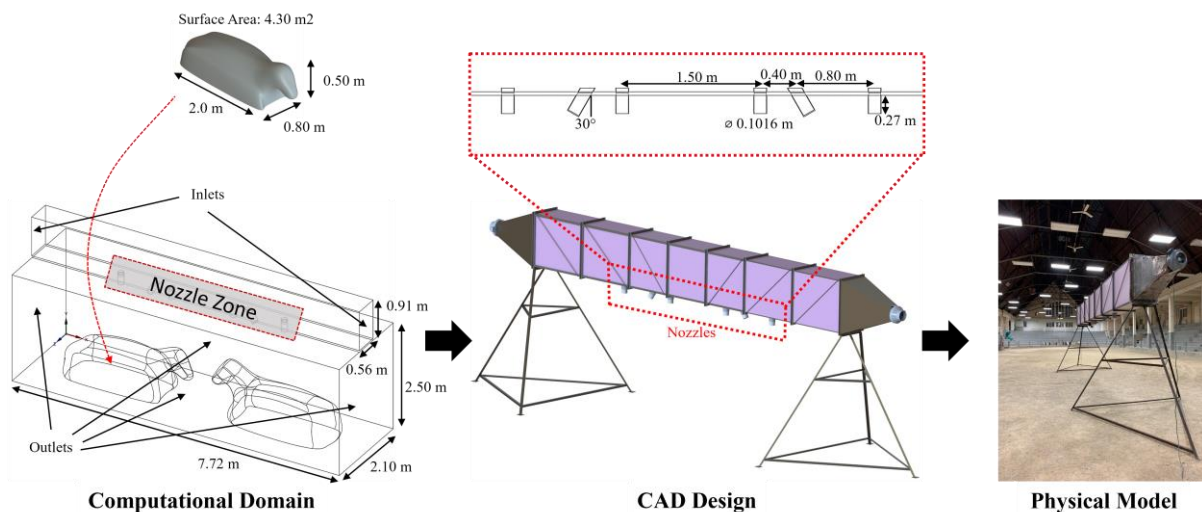 Surface Area: 4.30 m2
0.50 m
2.0 m
0.80 m
Inlets
Nozzle Zone
0.91 m
0.56 m
2.50 m
Outlets
7.72 m
2.10 m
Computational Domain
1.50 m
0.40 m
0.80 m
30°
⌀ 0.1016 m
0.27 m
Nozzles
CAD Design
Physical Model